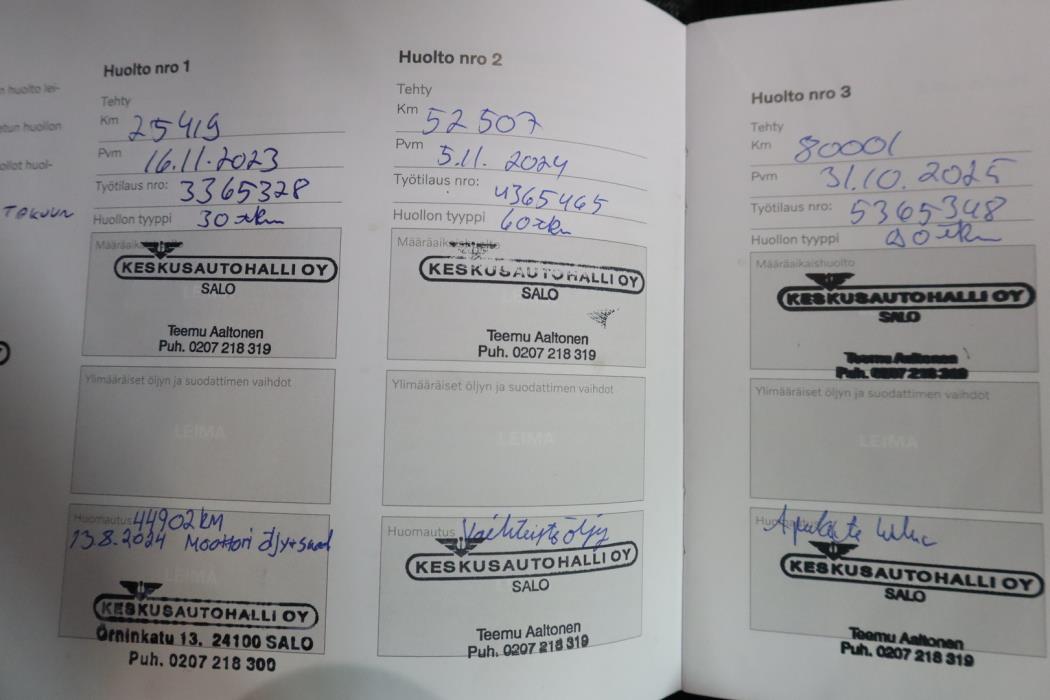 n huolto lei-
etun huollon
ollot huol-
TAKUUN
Huolto nro 1
Tehty
Km 25419
Pvm 16.11.2023
Työtilaus nro: 3365328
Huollon tyyppi 30 tkm
KESKUSAUTOHALLI OY
SALO
Teemu Aaltonen
Puh. 0207 218 319
Ylimääräiset öljyn ja suodattimen vaihdot
LEIMA
Huomautus 44902 KM
13.8.2024 Moottori öljy+suod
KESKUSAUTOHALLI OY
Örninkatu 13, 24100 SALO
Puh. 0207 218 300
Huolto nro 2
Tehty
Km 52507
Pvm 5.11. 2024
Työtilaus nro: 4365465
Huollon tyyppi 60 tkm
Määräaikaishuolto
KESKUSAUTOHALLI OY
SALO
Teemu Aaltonen
Puh. 0207 218 319
Ylimääräiset öljyn ja suodattimen vaihdot
LEIMA
Huomautus Vaihteistoöljy
KESKUSAUTOHALLI OY
SALO
Teemu Aaltonen
Puh. 0207 218 319
Huolto nro 3
Tehty
Km 80001
Pvm 31.10.2025
Työtilaus nro: 5365348
Huollon tyyppi 90 tkm
Määräaikaishuolto
KESKUSAUTOHALLI OY
SALO
Teemu Aaltonen
Puh. 0207 218 319
Ylimääräiset öljyn ja suodattimen vaihdot
LEIMA
KESKUSAUTOHALLI OY
SALO
Teemu Aaltonen
Puh. 0207 218 319